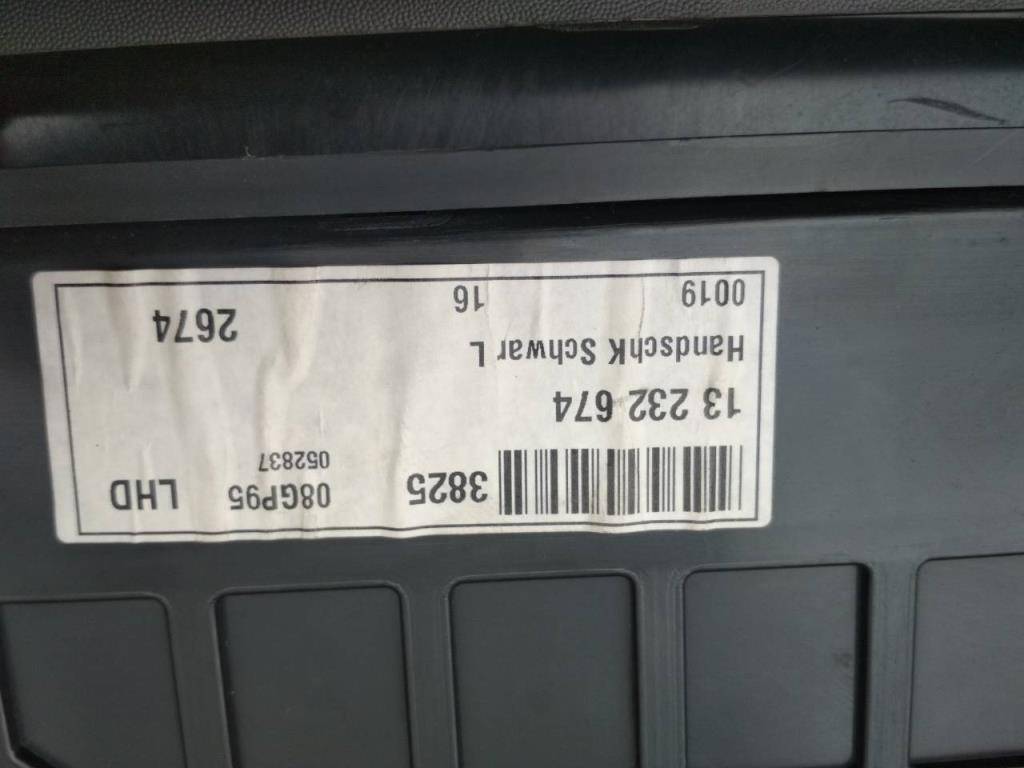 3825 08GP95 LHD
052837
13 232 674
HandschK Schwar L
2674
0019 16